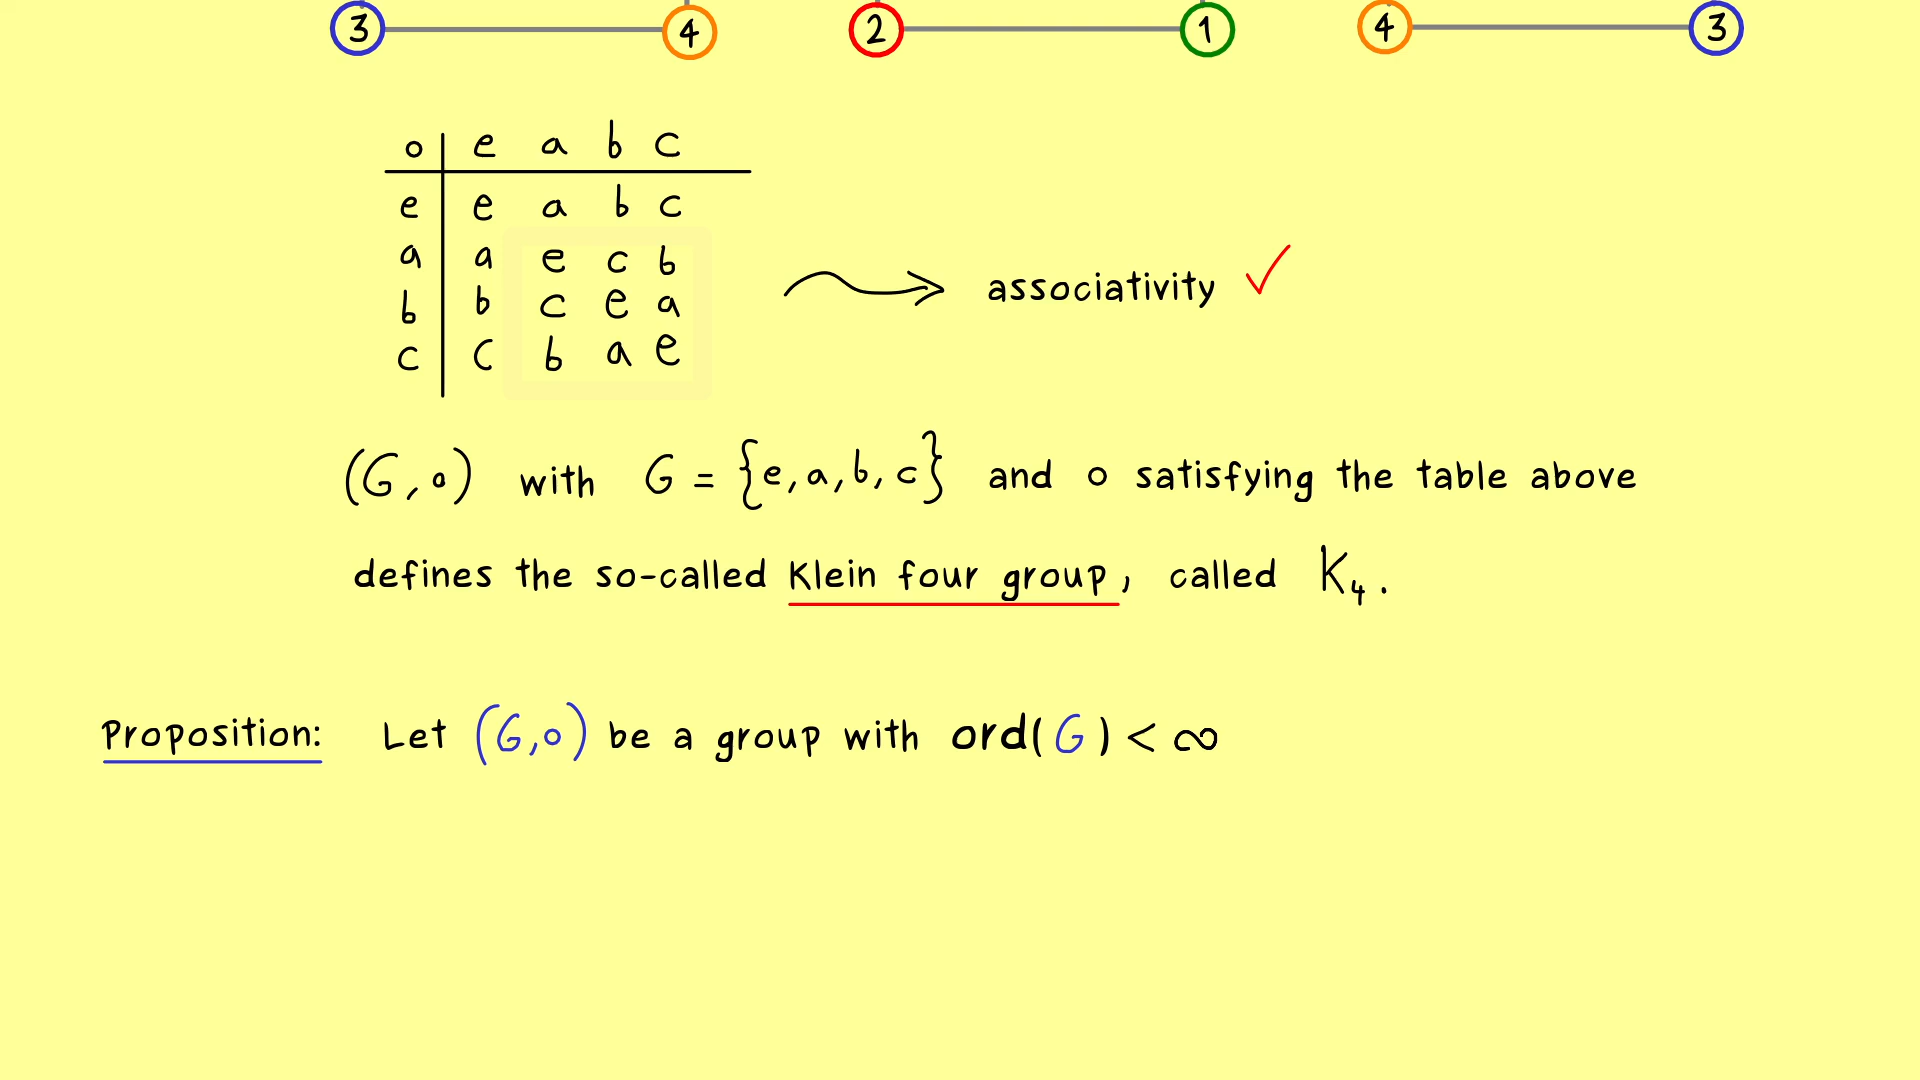 3 4 2 1 4 3
o e a b c
e e a b c
a a e c b
b b c e a
c c b a e
associativity ✓
(G, o) with G = {e, a, b, c} and o satisfying the table above
defines the so-called Klein four group, called K₄.
Proposition: Let (G, o) be a group with ord(G) < ∞